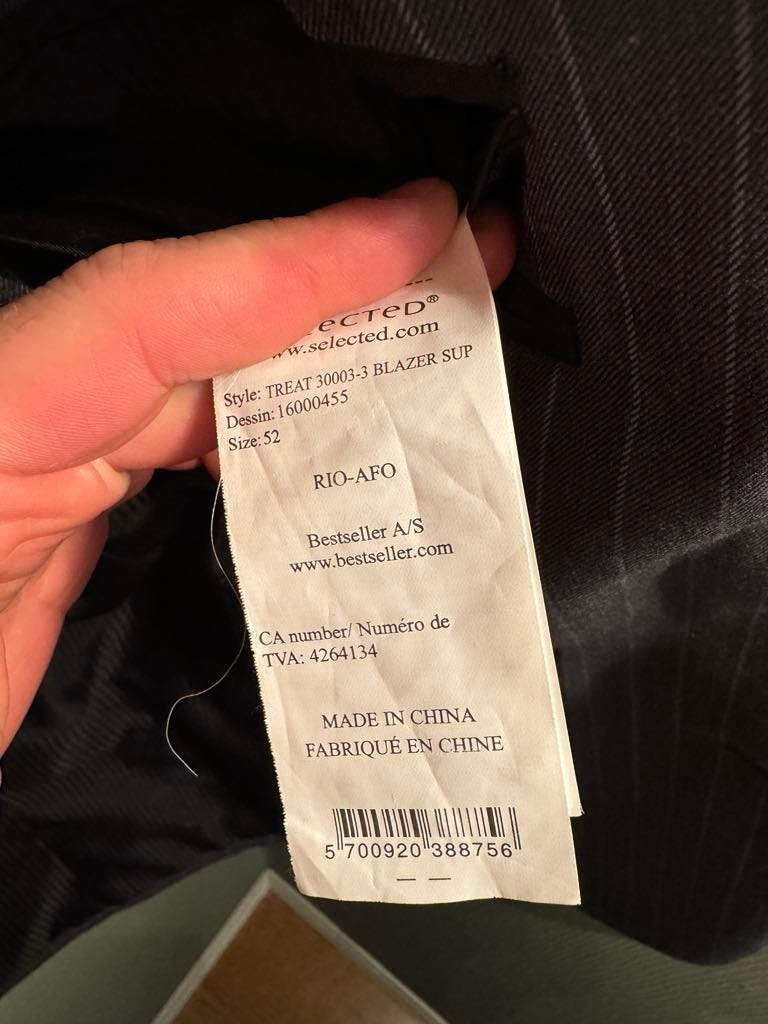 www.selected.com
Style: TREAT 30003-3 BLAZER SUP
Dessin: 16000455
Size: 52
RIO-AFO
Bestseller A/S
www.bestseller.com
CA number/ Numéro de
TVA: 4264134
MADE IN CHINA
FABRIQUÉ EN CHINE
5 700920 388756